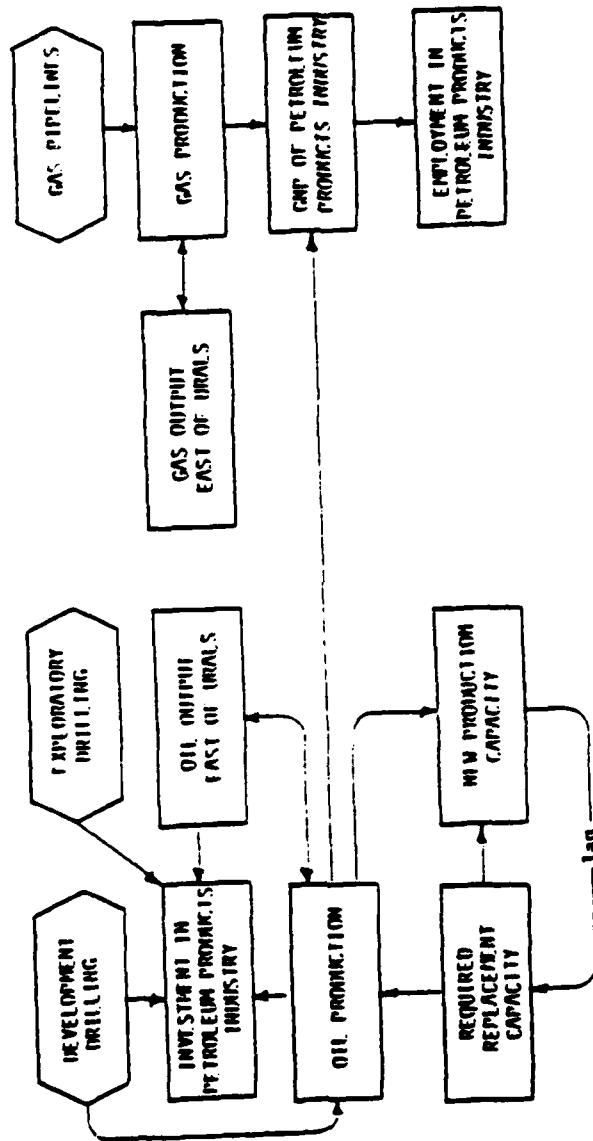 DEVELOPMENT
DRILLING
EXPLORATORY
DRILLING
GAS PIPELINES
INVESTMENT IN
PETROLEUM PRODUCTS
INDUSTRY
OIL OUTPUT
EAST OF URALS
GAS OUTPUT
EAST OF URALS
GAS PRODUCTION
OIL PRODUCTION
GNP OF PETROLEUM
PRODUCTS INDUSTRY
REQUIRED
REPLACEMENT
CAPACITY
NEW PRODUCTION
CAPACITY
EMPLOYMENT IN
PETROLEUM PRODUCTS
INDUSTRY
lag